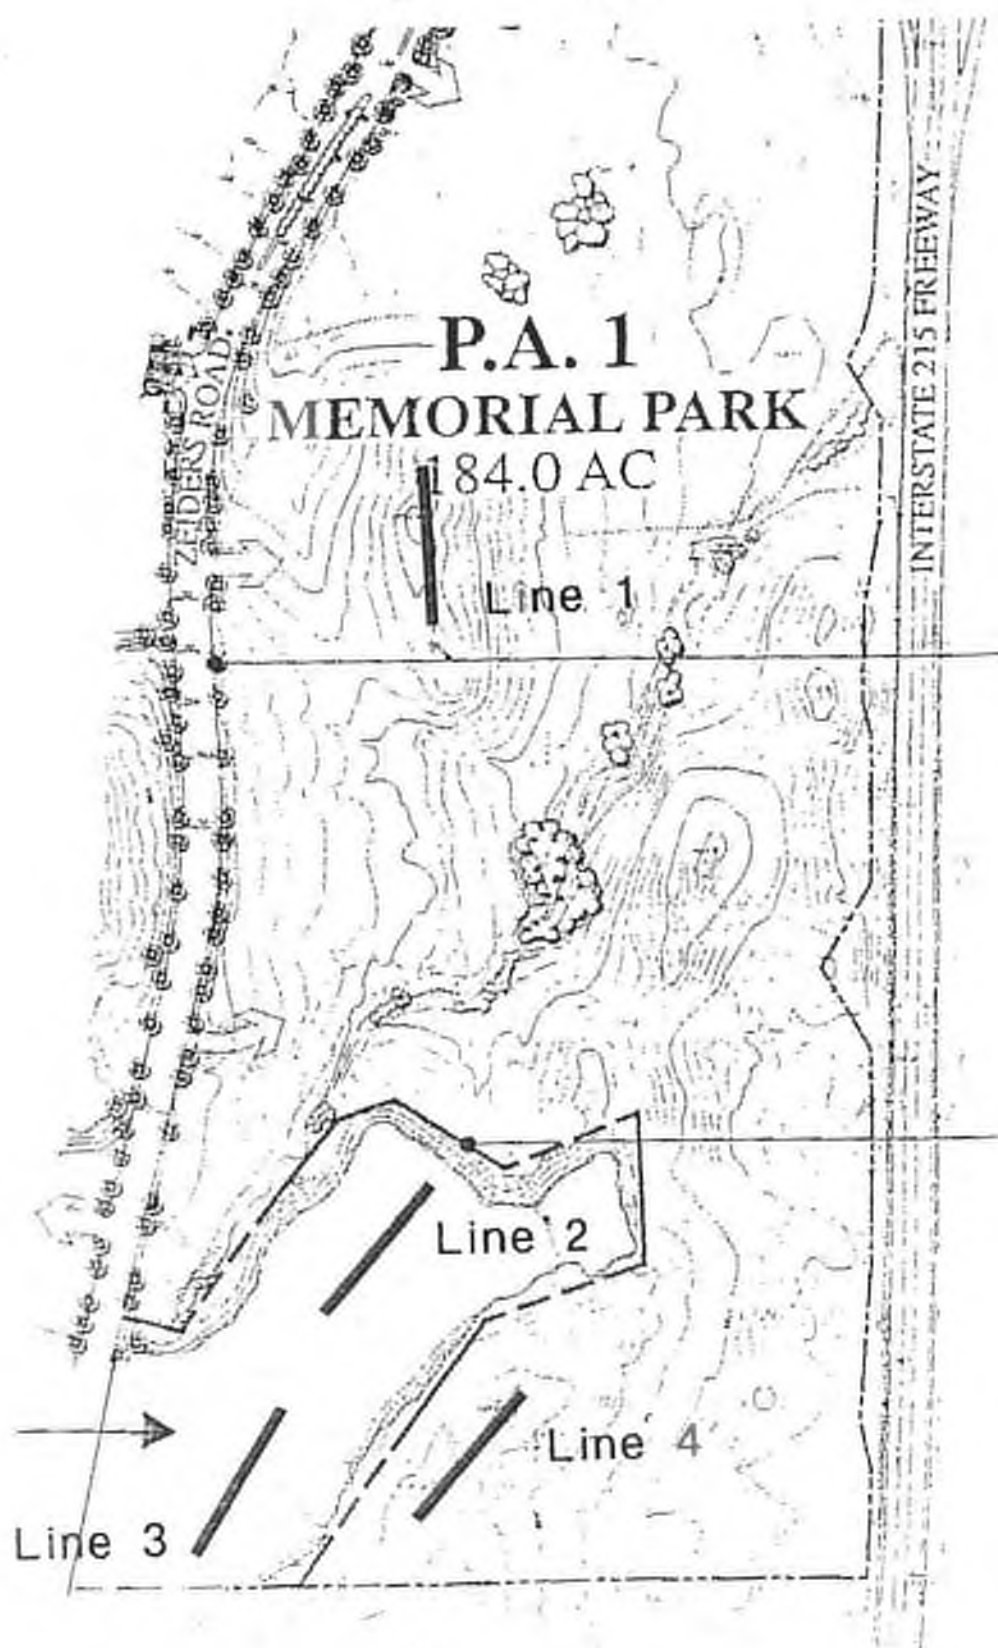 P.A. 1
MEMORIAL PARK
184.0 AC
ZEIDERS ROAD
INTERSTATE 215 FREEWAY
Line 1
Line 2
Line 4
Line 3